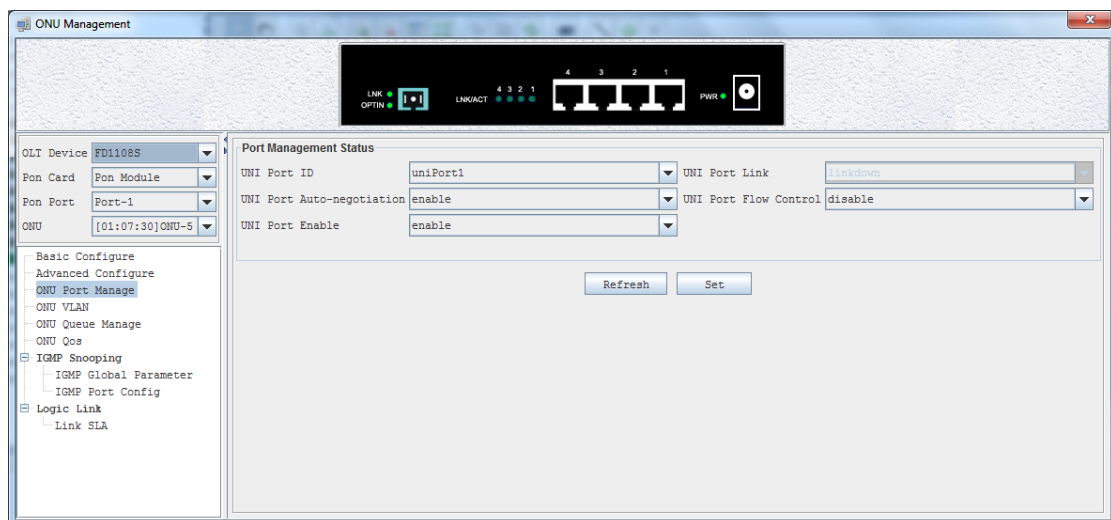 ONU Management
4 3 2 1
LNK
OPTIN
LNK/ACT
4 3 2 1
PWR
OLT Device FD1108S
Pon Card Pon Module
Pon Port Port-1
ONU [01:07:30]ONU-5
Basic Configure
Advanced Configure
ONU Port Manage
ONU VLAN
ONU Queue Manage
ONU Qos
IGMP Snooping
IGMP Global Parameter
IGMP Port Config
Logic Link
Link SLA
Port Management Status
UNI Port ID uniPort1 UNI Port Link linkdown
UNI Port Auto-negotiation enable UNI Port Flow Control disable
UNI Port Enable enable
Refresh Set